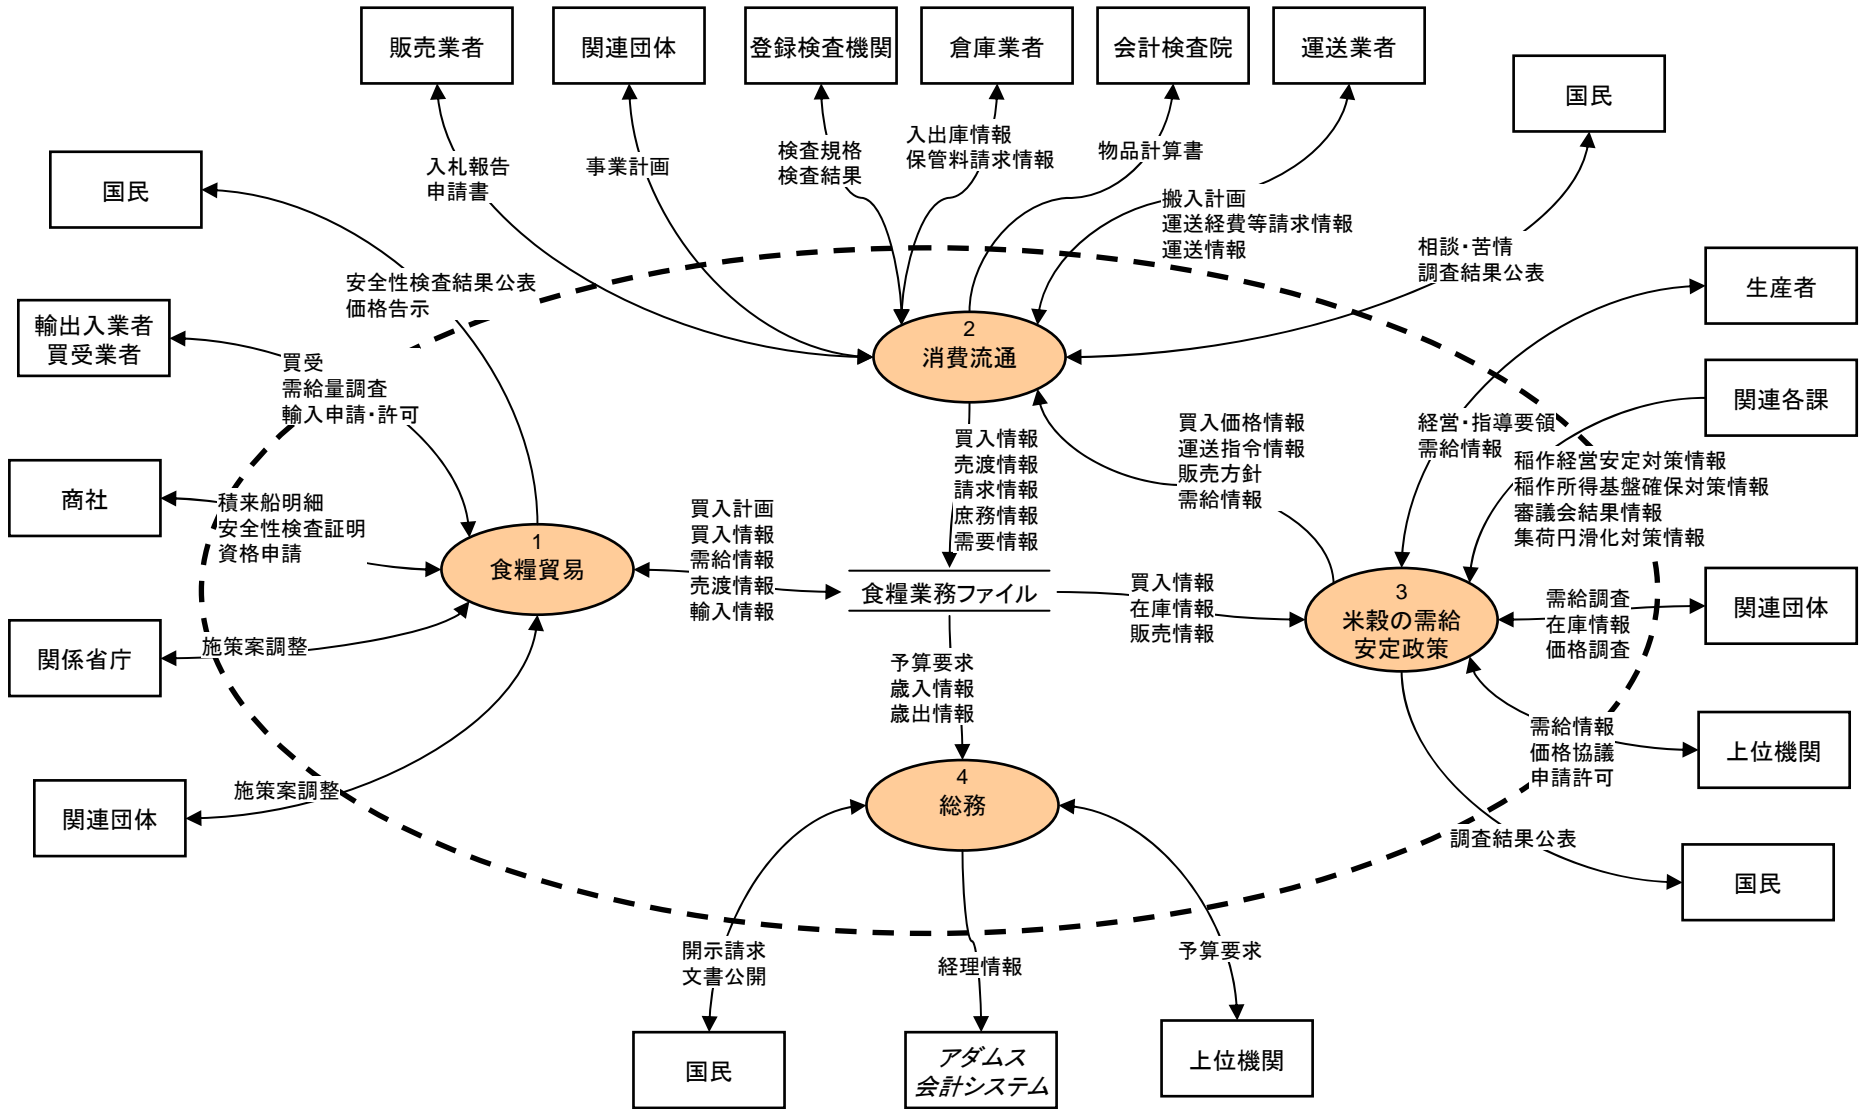 販売業者
関連団体
登録検査機関
倉庫業者
会計検査院
運送業者
国民
国民
入札報告
申請書
事業計画
検査規格
検査結果
入出庫情報
保管料請求情報
物品計算書
搬入計画
運送経費等請求情報
運送情報
相談・苦情
調査結果公表
安全性検査結果公表
価格告示
輸出入業者
買受業者
買受
需給量調査
輸入申請・許可
2
消費流通
生産者
関連各課
経営・指導要領
需給情報
稲作経営安定対策情報
稲作所得基盤確保対策情報
審議会結果情報
集荷円滑化対策情報
買入価格情報
運送指令情報
販売方針
需給情報
買入情報
売渡情報
請求情報
庶務情報
需要情報
商社
積来船明細
安全性検査証明
資格申請
1
食糧貿易
買入計画
買入情報
需給情報
売渡情報
輸入情報
食糧業務ファイル
買入情報
在庫情報
販売情報
3
米穀の需給
安定政策
需給調査
在庫情報
価格調査
関連団体
関係省庁
施策案調整
予算要求
歳入情報
歳出情報
需給情報
価格協議
申請許可
上位機関
関連団体
施策案調整
4
総務
調査結果公表
国民
開示請求
文書公開
経理情報
予算要求
国民
アダムス
会計システム
上位機関